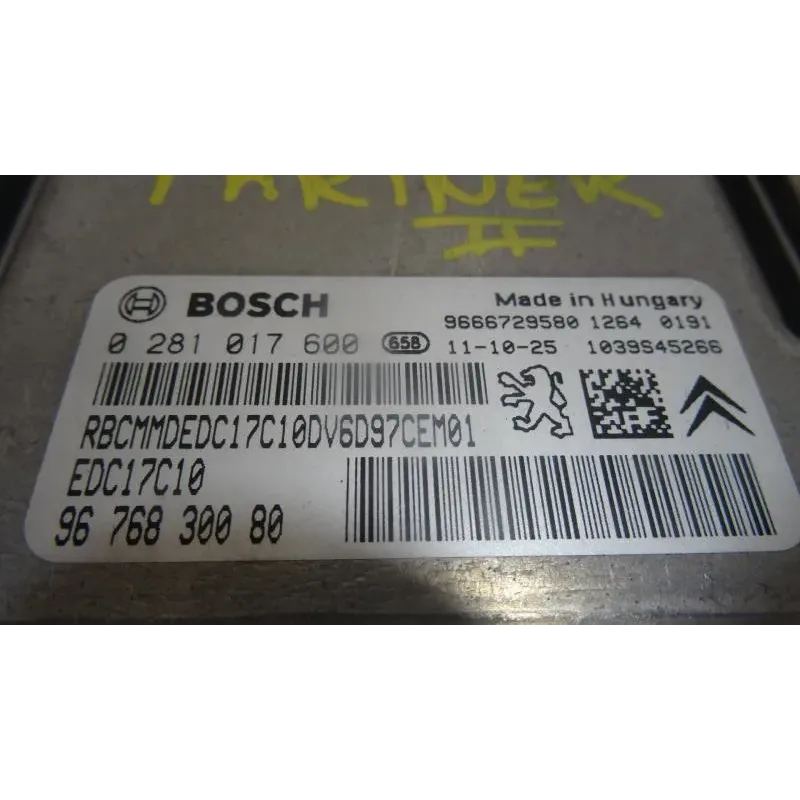 PARTNER
II
BOSCH
Made in Hungary
9666729580 1264 0191
0 281 017 600 658 11-10-25 1039S45266
RBCMMDEDC17C10DV6D97CEM01
EDC17C10
96 768 300 80